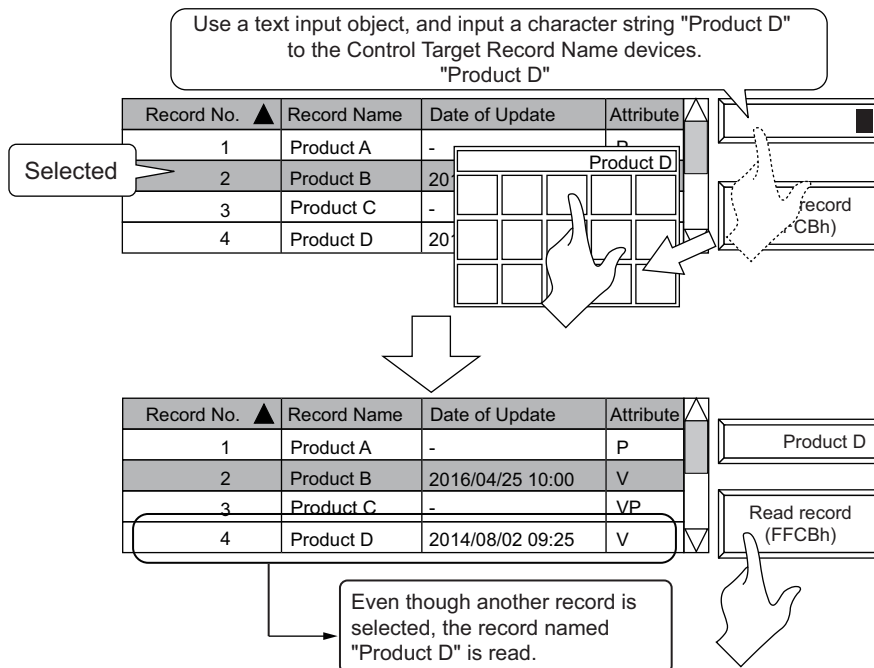 Use a text input object, and input a character string "Product D"
to the Control Target Record Name devices.
"Product D"
Record No. ▲ Record Name Date of Update Attribute
1 Product A -
Selected
2 Product B
3 Product C -
4 Product D
Product D
record
CBh)
Record No. ▲ Record Name Date of Update Attribute
1 Product A - P
2 Product B 2016/04/25 10:00 V
3 Product C - VP
4 Product D 2014/08/02 09:25 V
Product D
Read record
(FFCBh)
Even though another record is
selected, the record named
"Product D" is read.